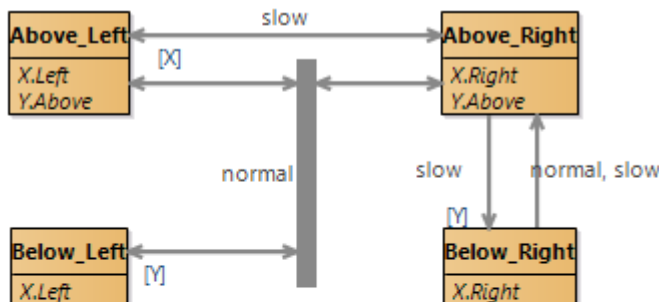 slow
Above_Left
Above_Right
[X]
X.Left
Y.Above
X.Right
Y.Above
normal
slow
normal, slow
[Y]
Below_Left
Below_Right
[Y]
X.Left
X.Right